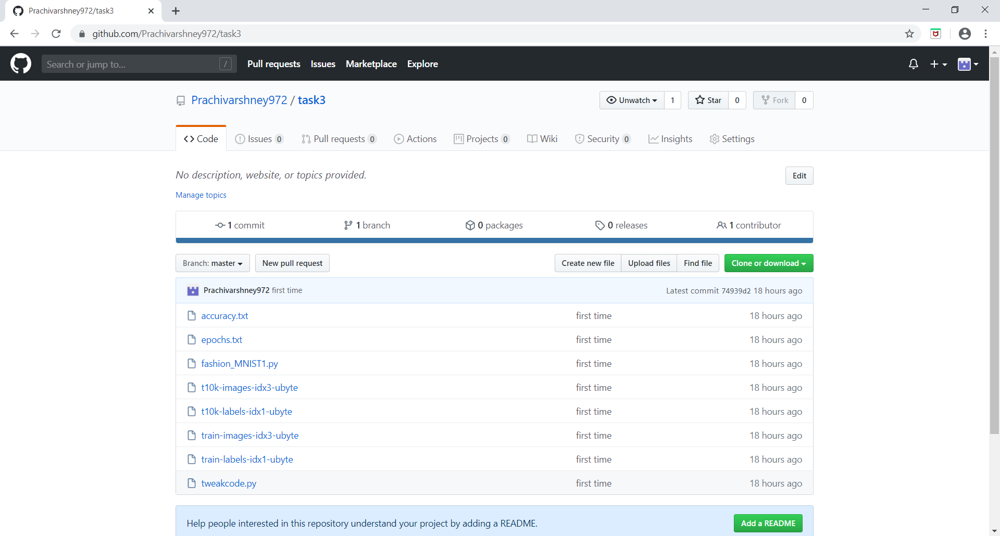 Prachivarshney972/task3
github.com/Prachivarshney972/task3
Search or jump to... / Pull requests Issues Marketplace Explore
Prachivarshney972 / task3 Unwatch 1 Star 0 Fork 0
Code Issues 0 Pull requests 0 Actions Projects 0 Wiki Security 0 Insights Settings
No description, website, or topics provided. Edit
Manage topics
1 commit 1 branch 0 packages 0 releases 1 contributor
Branch: master New pull request Create new file Upload files Find file Clone or download
Prachivarshney972 first time Latest commit 74939d2 18 hours ago
accuracy.txt first time 18 hours ago
epochs.txt first time 18 hours ago
fashion_MNIST1.py first time 18 hours ago
t10k-images-idx3-ubyte first time 18 hours ago
t10k-labels-idx1-ubyte first time 18 hours ago
train-images-idx3-ubyte first time 18 hours ago
train-labels-idx1-ubyte first time 18 hours ago
tweakcode.py first time 18 hours ago
Help people interested in this repository understand your project by adding a README. Add a README